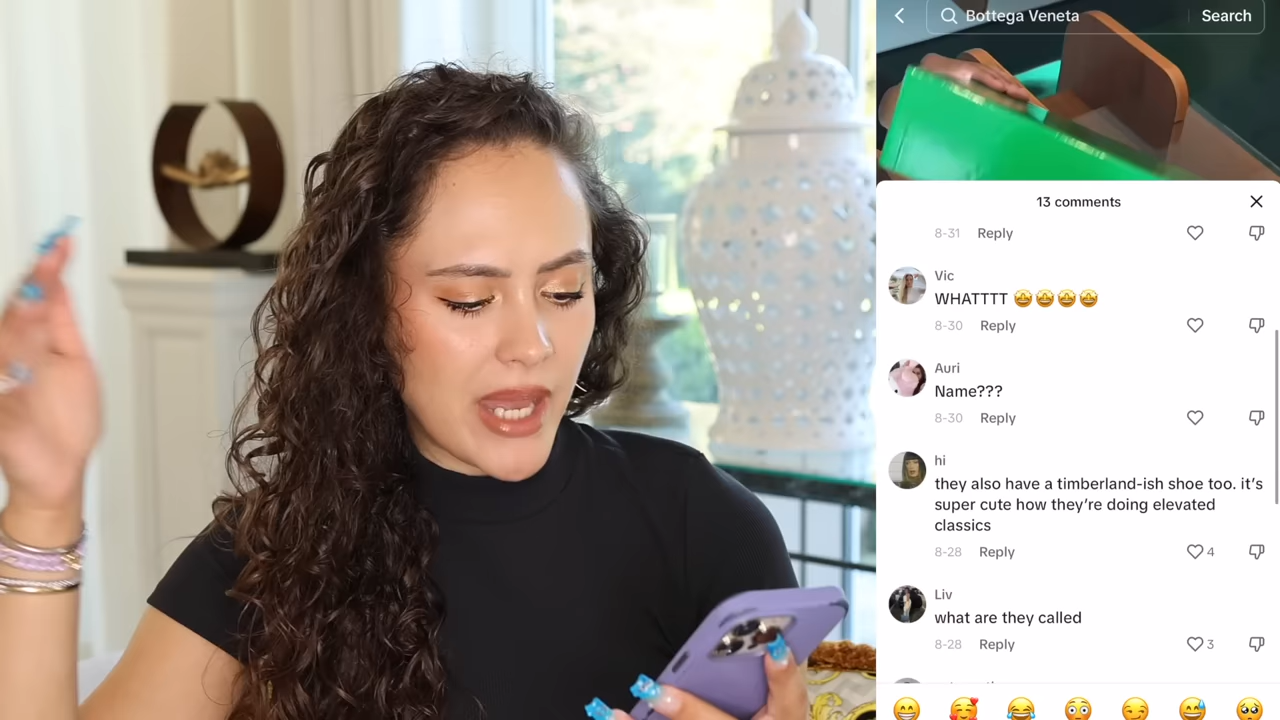 Bottega Veneta
Search
13 comments
8-31 Reply
Vic
WHATTTT 🤩🤩🤩🤩
8-30 Reply
Auri
Name???
8-30 Reply
hi
they also have a timberland-ish shoe too. it’s
super cute how they’re doing elevated
classics
8-28 Reply 4
Liv
what are they called
8-28 Reply 3